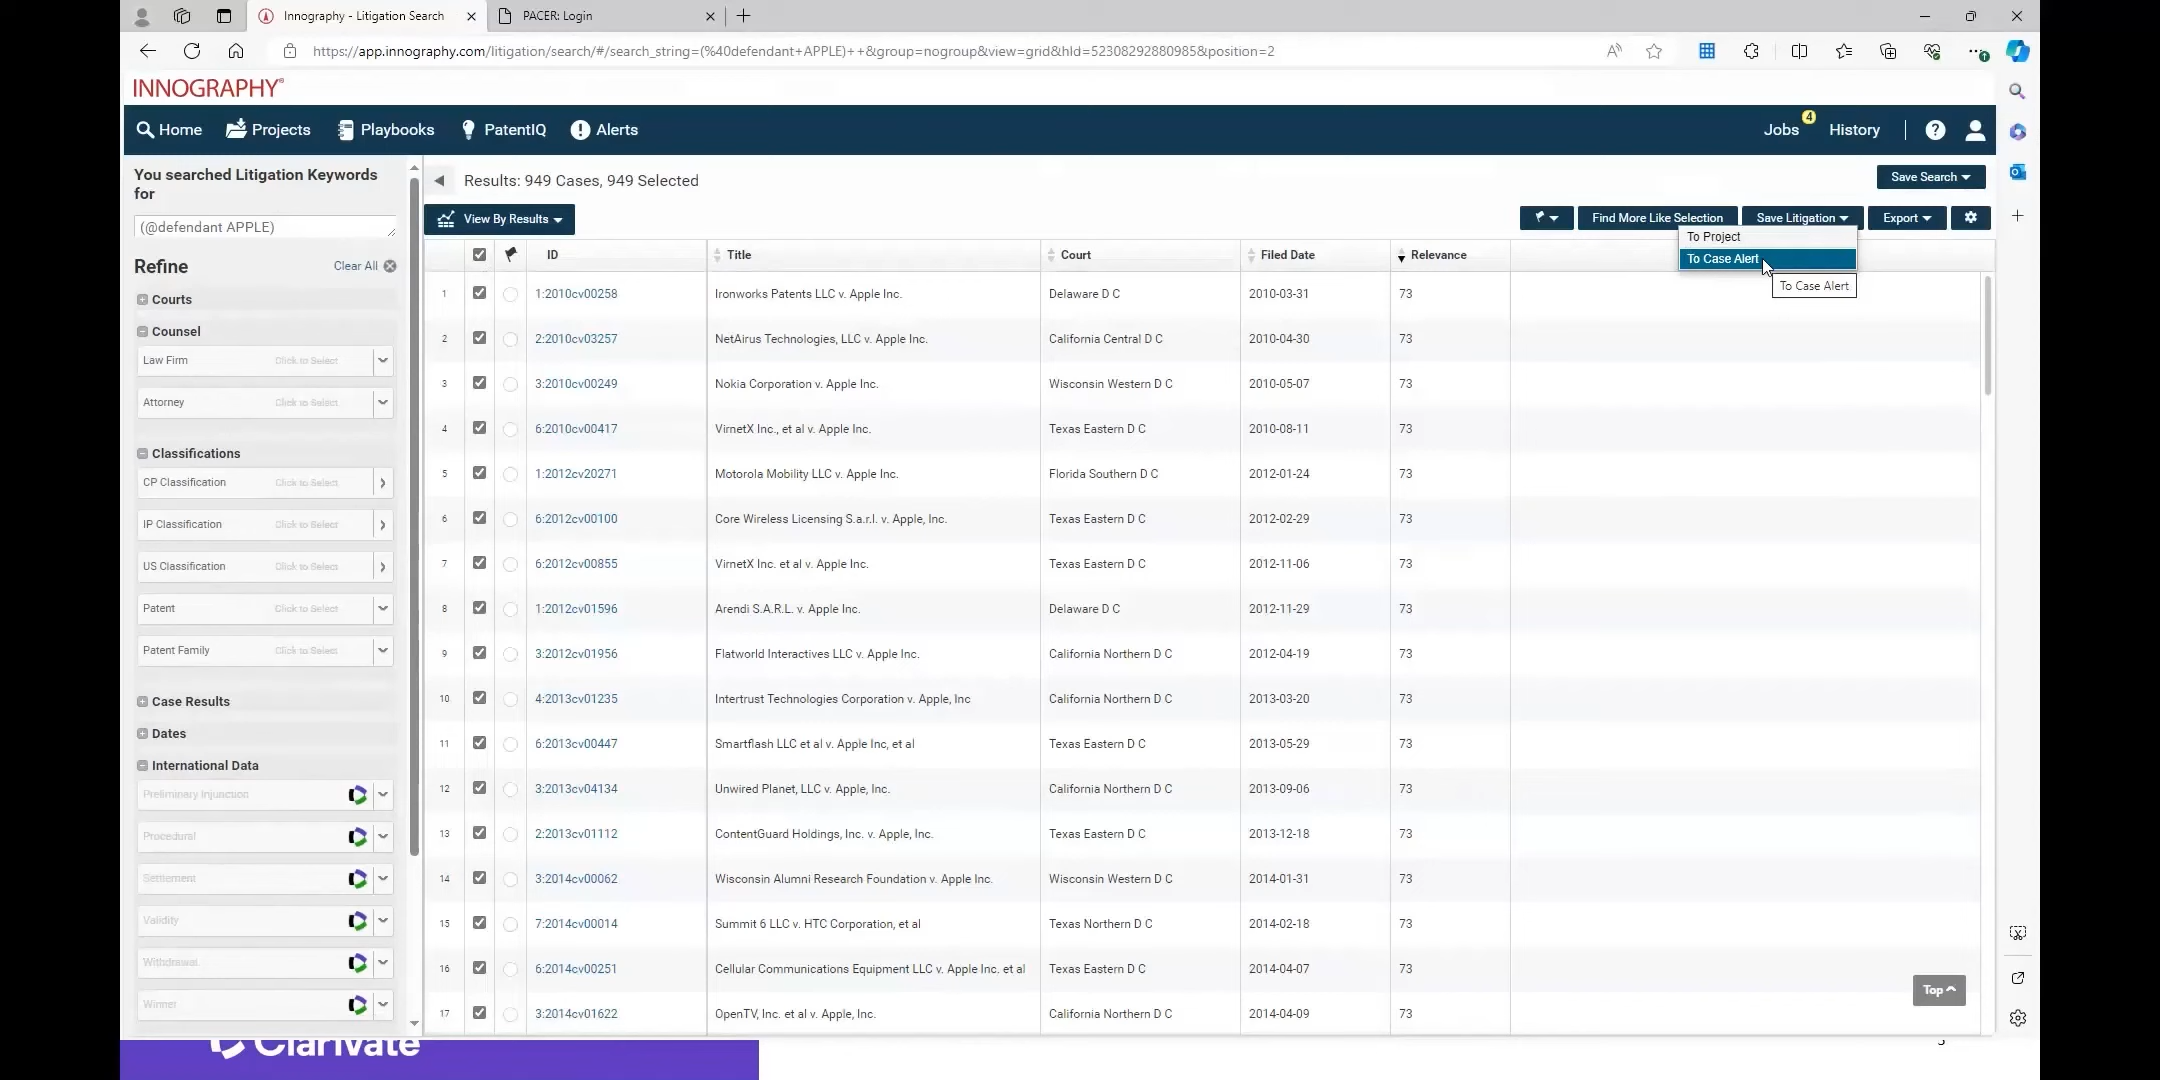 Innography - Litigation Search
PACER: Login
https://app.innography.com/litigation/search/#/search_string=(%40defendant+APPLE)++&group=nogroup&view=grid&hId=52308292880985&position=2
INNOGRAPHY®
Home Projects Playbooks PatentIQ Alerts
Jobs 4 History ?
You searched Litigation Keywords
for
(@defendant APPLE)
Refine Clear All
Courts
Counsel
Law Firm Click to Select
Attorney Click to Select
Classifications
CP Classification Click to Select
IP Classification Click to Select
US Classification Click to Select
Patent Click to Select
Patent Family Click to Select
Case Results
Dates
International Data
Preliminary Injunction
Procedural
Settlement
Validity
Withdrawal
Winner
Results: 949 Cases, 949 Selected
Save Search
View By Results
Find More Like Selection Save Litigation Export
To Project
To Case Alert
To Case Alert
ID Title Court Filed Date Relevance
1 1:2010cv00258 Ironworks Patents LLC v. Apple Inc. Delaware D C 2010-03-31 73
2 2:2010cv03257 NetAirus Technologies, LLC v. Apple Inc. California Central D C 2010-04-30 73
3 3:2010cv00249 Nokia Corporation v. Apple Inc. Wisconsin Western D C 2010-05-07 73
4 6:2010cv00417 VirnetX Inc., et al v. Apple Inc. Texas Eastern D C 2010-08-11 73
5 1:2012cv20271 Motorola Mobility LLC v. Apple Inc. Florida Southern D C 2012-01-24 73
6 6:2012cv00100 Core Wireless Licensing S.a.r.l. v. Apple, Inc. Texas Eastern D C 2012-02-29 73
7 6:2012cv00855 VirnetX Inc. et al v. Apple Inc. Texas Eastern D C 2012-11-06 73
8 1:2012cv01596 Arendi S.A.R.L. v. Apple Inc. Delaware D C 2012-11-29 73
9 3:2012cv01956 Flatworld Interactives LLC v. Apple Inc. California Northern D C 2012-04-19 73
10 4:2013cv01235 Intertrust Technologies Corporation v. Apple, Inc California Northern D C 2013-03-20 73
11 6:2013cv00447 Smartflash LLC et al v. Apple Inc, et al Texas Eastern D C 2013-05-29 73
12 3:2013cv04134 Unwired Planet, LLC v. Apple, Inc. California Northern D C 2013-09-06 73
13 2:2013cv01112 ContentGuard Holdings, Inc. v. Apple, Inc. Texas Eastern D C 2013-12-18 73
14 3:2014cv00062 Wisconsin Alumni Research Foundation v. Apple Inc. Wisconsin Western D C 2014-01-31 73
15 7:2014cv00014 Summit 6 LLC v. HTC Corporation, et al Texas Northern D C 2014-02-18 73
16 6:2014cv00251 Cellular Communications Equipment LLC v. Apple Inc. et al Texas Eastern D C 2014-04-07 73
17 3:2014cv01622 OpenTV, Inc. et al v. Apple, Inc. California Northern D C 2014-04-09 73
Top
Clarivate